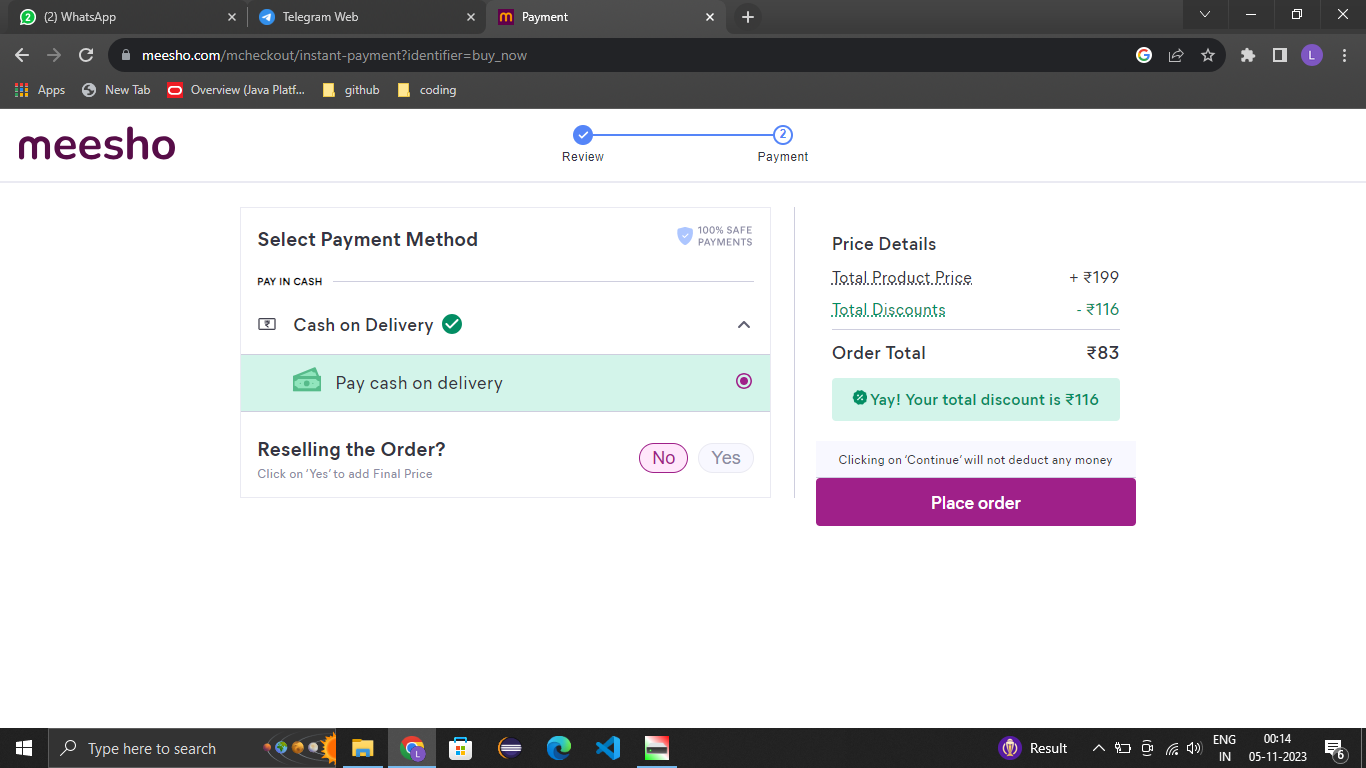 (2) WhatsApp
Telegram Web
Payment
meesho.com/mcheckout/instant-payment?identifier=buy_now
L
Apps
New Tab
Overview (Java Platf...
github
coding
meesho
2
Review
Payment
Select Payment Method
100% SAFE
PAYMENTS
PAY IN CASH
Cash on Delivery
Pay cash on delivery
Reselling the Order?
Click on ‘Yes’ to add Final Price
No
Yes
Price Details
Total Product Price
+ ₹199
Total Discounts
- ₹116
Order Total
₹83
Yay! Your total discount is ₹116
Clicking on ‘Continue’ will not deduct any money
Place order
Type here to search
Result
ENG
IN
00:14
05-11-2023
6